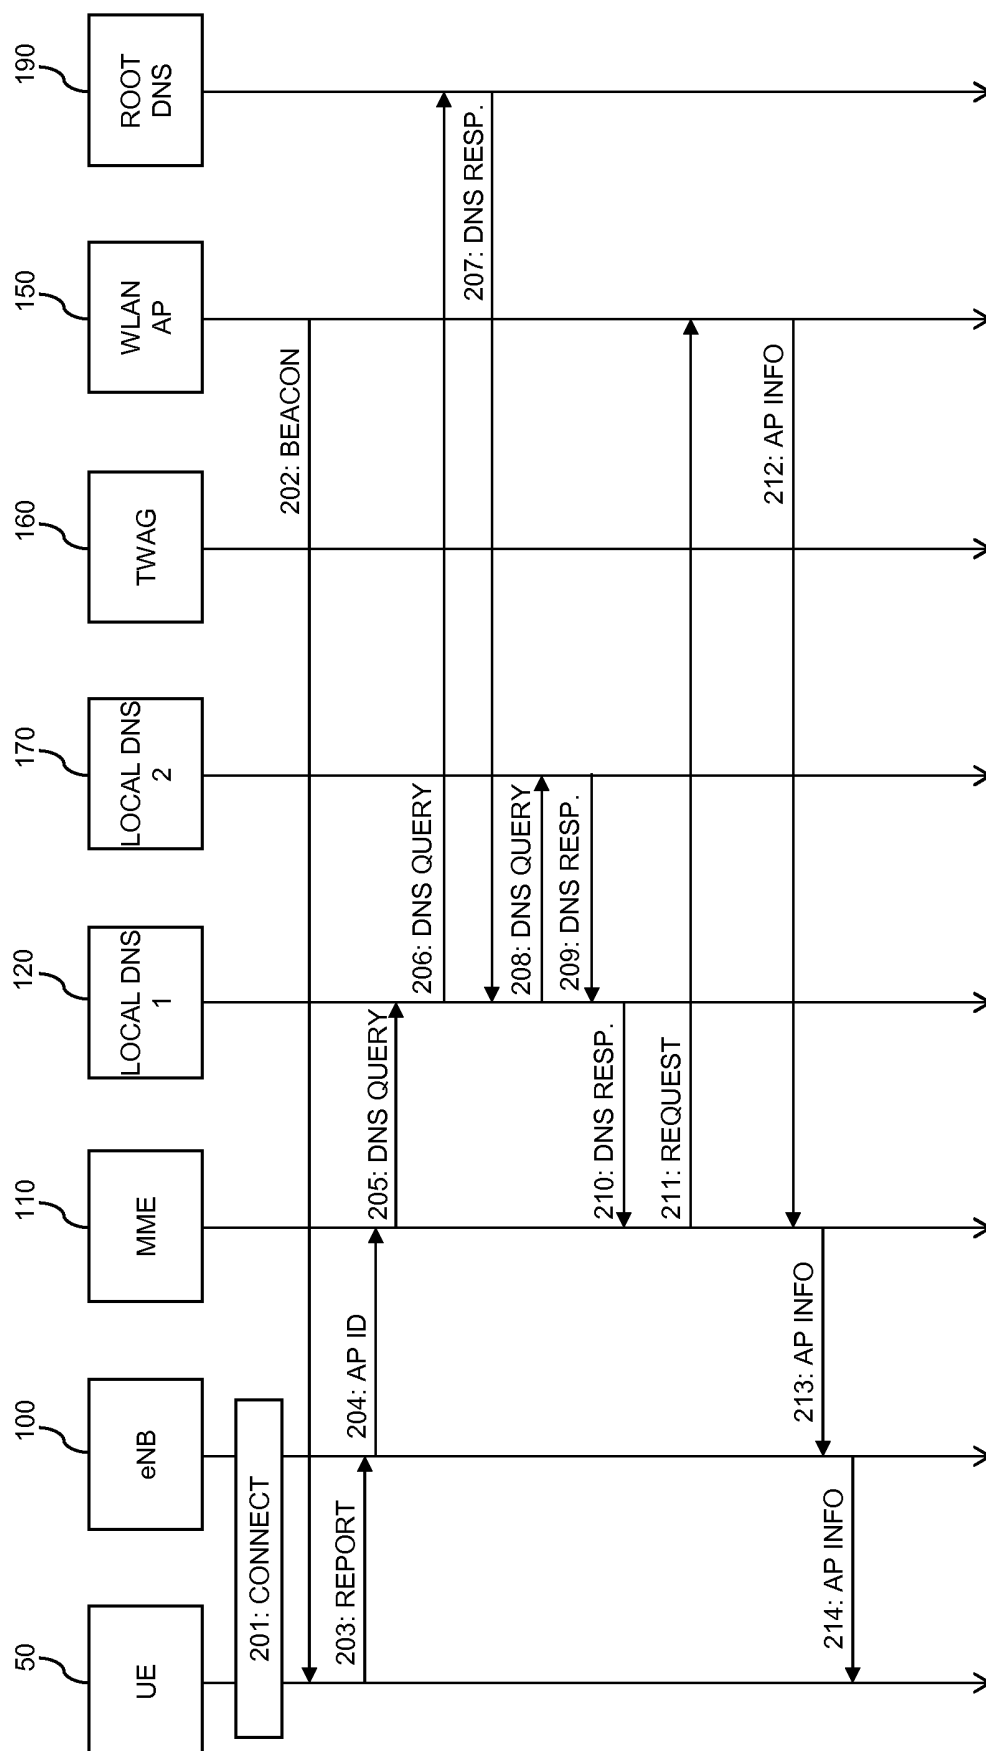 50
100
110
120
170
160
150
190
UE
eNB
MME
LOCAL DNS
1
LOCAL DNS
2
TWAG
WLAN
AP
ROOT
DNS
201: CONNECT
202: BEACON
203: REPORT
204: AP ID
205: DNS QUERY
206: DNS QUERY
207: DNS RESP.
208: DNS QUERY
209: DNS RESP.
210: DNS RESP.
211: REQUEST
212: AP INFO
213: AP INFO
214: AP INFO